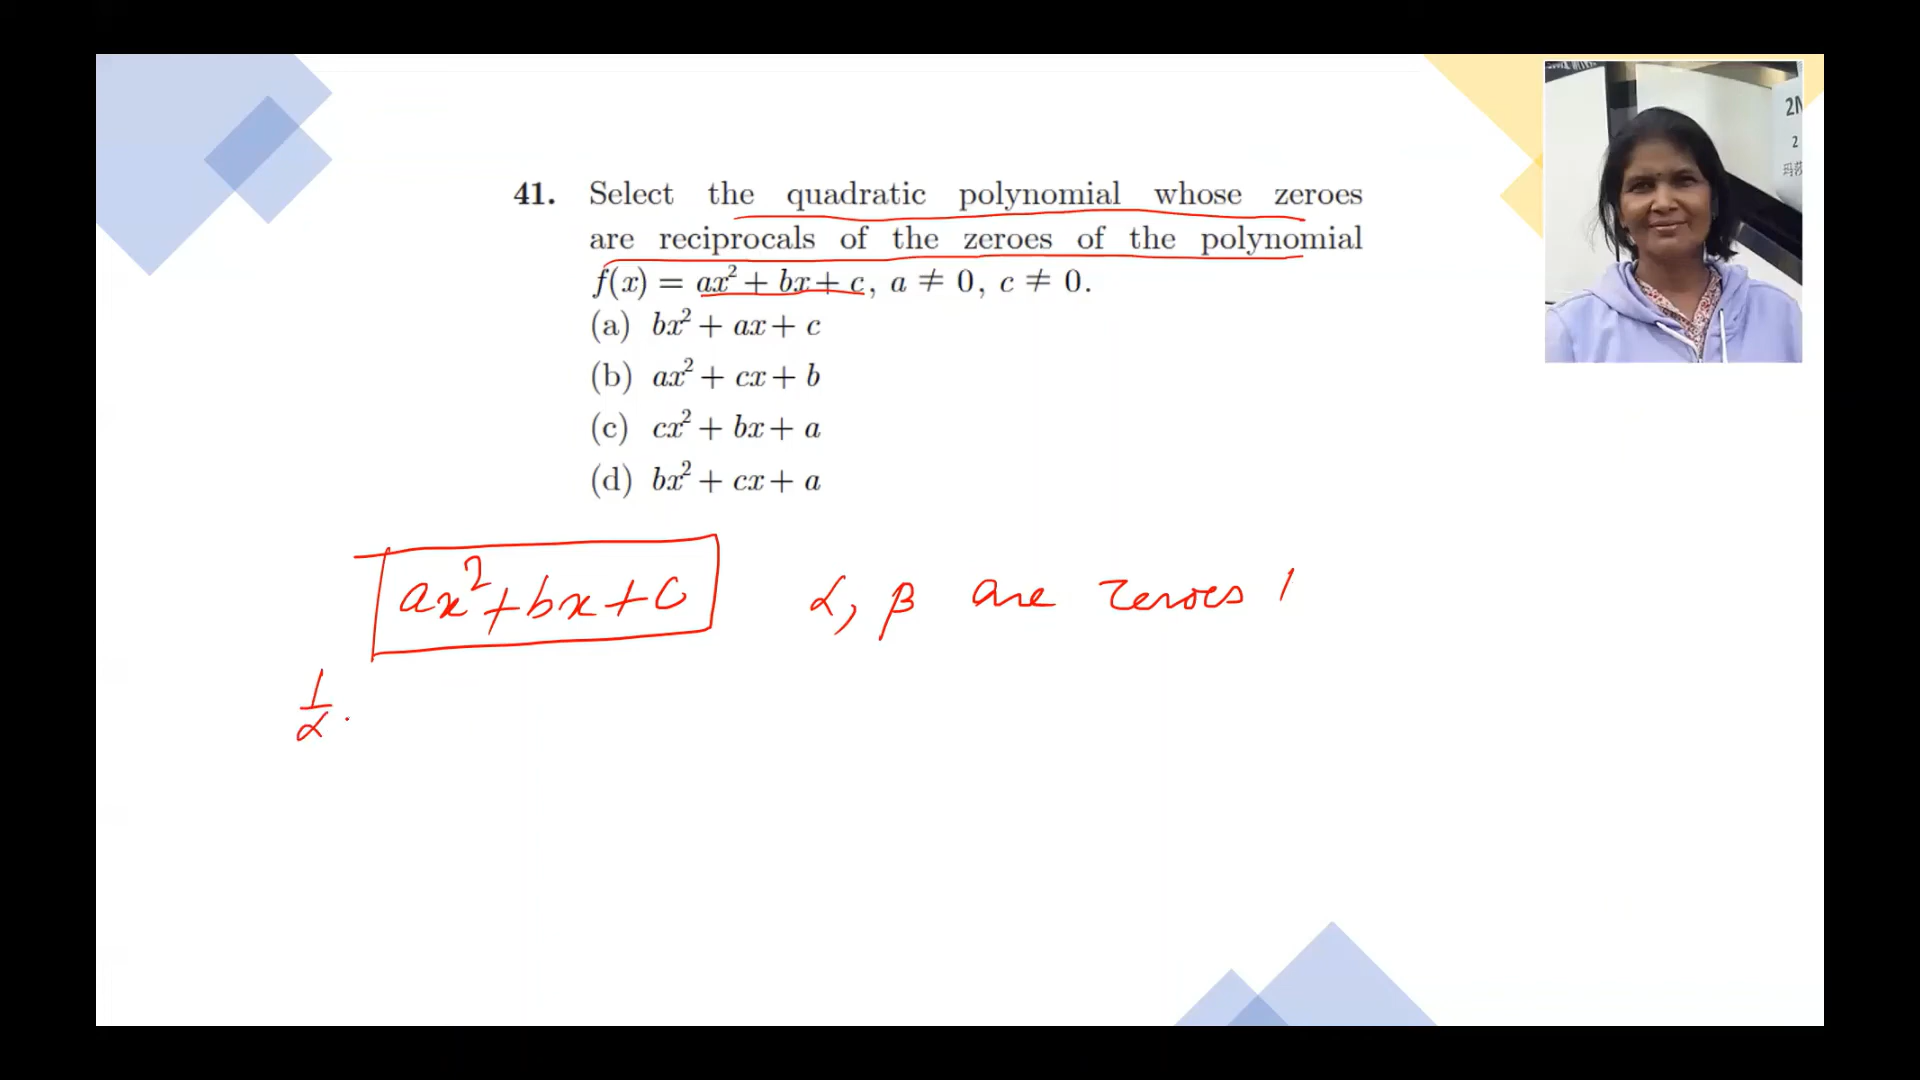 41. Select the quadratic polynomial whose zeroes
are reciprocals of the zeroes of the polynomial
f(x) = ax² + bx + c, a ≠ 0, c ≠ 0.
(a) bx² + ax + c
(b) ax² + cx + b
(c) cx² + bx + a
(d) bx² + cx + a
ax²+bx+c α, β are zeroes
1/α
2